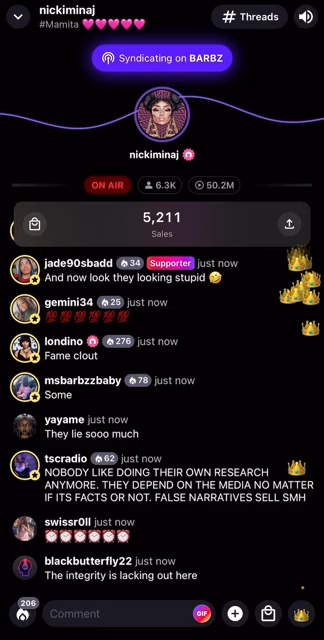 nickiminaj
#Mamita 💗💗💗💗💗
# Threads
Syndicating on BARBZ
nickiminaj
ON AIR 6.3K 50.2M
5,211
Sales
jade90sbadd 34 Supporter just now
And now look they looking stupid 🤣
gemini34 25 just now
💯💯💯💯💯💯
londino 276 just now
Fame clout
msbarbzzbaby 78 just now
Some
yayame just now
They lie sooo much
tscradio 62 just now
NOBODY LIKE DOING THEIR OWN RESEARCH
ANYMORE. THEY DEPEND ON THE MEDIA NO MATTER
IF ITS FACTS OR NOT. FALSE NARRATIVES SELL SMH
swissr0ll just now
⏰⏰⏰⏰⏰⏰
blackbutterfly22 just now
The integrity is lacking out here
206
Comment GIF